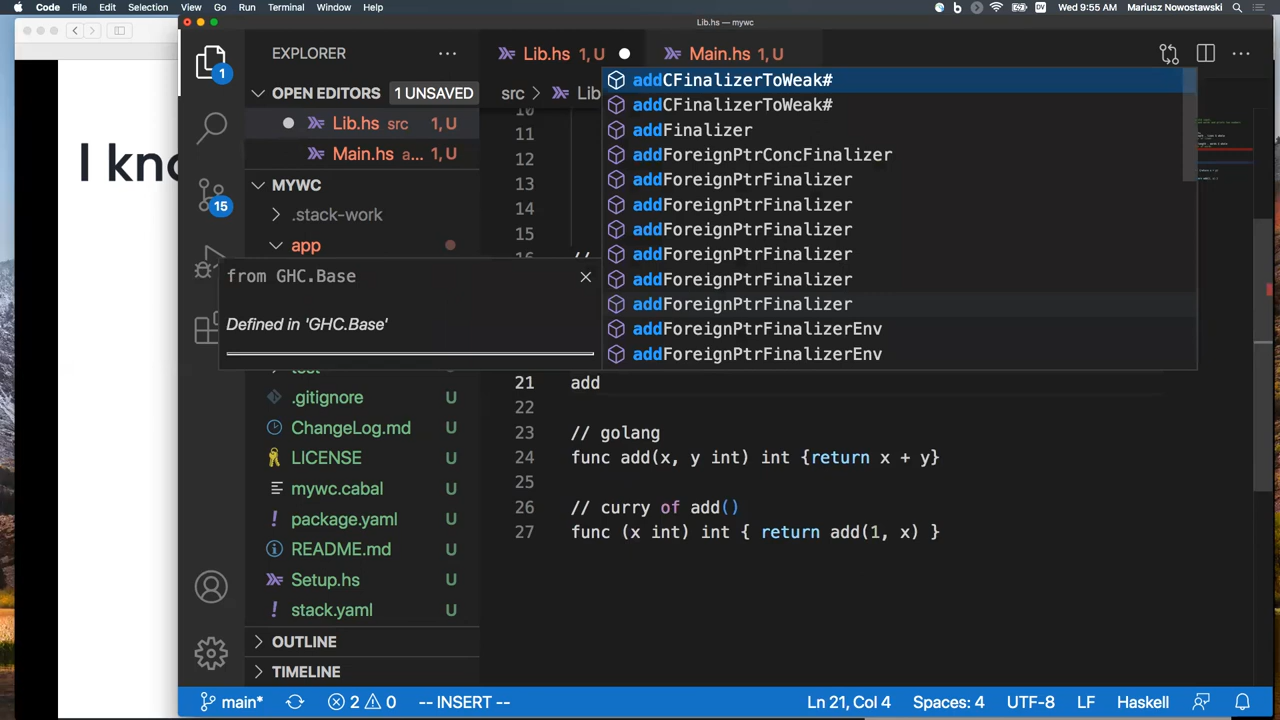 Code File Edit Selection View Go Run Terminal Window Help
DV Wed 9:55 AM Mariusz Nowostawski
Lib.hs — mywc
I kno
1
15
EXPLORER
OPEN EDITORS 1 UNSAVED
Lib.hs src 1, U
Main.hs a... 1, U
MYWC
.stack-work
app
from GHC.Base
Defined in 'GHC.Base'
.gitignore U
ChangeLog.md U
LICENSE U
mywc.cabal U
package.yaml U
README.md U
Setup.hs U
stack.yaml U
OUTLINE
TIMELINE
Lib.hs 1, U
Main.hs 1, U
src > Lib
addCFinalizerToWeak#
addCFinalizerToWeak#
addFinalizer
addForeignPtrConcFinalizer
addForeignPtrFinalizer
addForeignPtrFinalizer
addForeignPtrFinalizer
addForeignPtrFinalizer
addForeignPtrFinalizer
addForeignPtrFinalizer
addForeignPtrFinalizerEnv
addForeignPtrFinalizerEnv
10
11
12
13
14
15
16 //
21 add
22
23 // golang
24 func add(x, y int) int {return x + y}
25
26 // curry of add()
27 func (x int) int { return add(1, x) }
main* 2 0 -- INSERT -- Ln 21, Col 4 Spaces: 4 UTF-8 LF Haskell